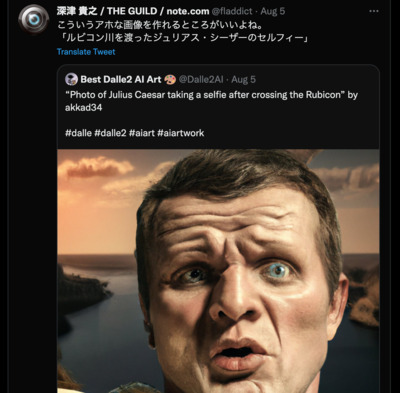 深津 貴之 / THE GUILD / note.com @fladdict · Aug 5
こういうアホな画像を作れるところがいいよね。
「ルビコン川を渡ったジュリアス・シーザーのセルフィー」
Translate Tweet
Best Dalle2 AI Art 🎨 @Dalle2AI · Aug 5
“Photo of Julius Caesar taking a selfie after crossing the Rubicon” by
akkad34
#dalle #dalle2 #aiart #aiartwork